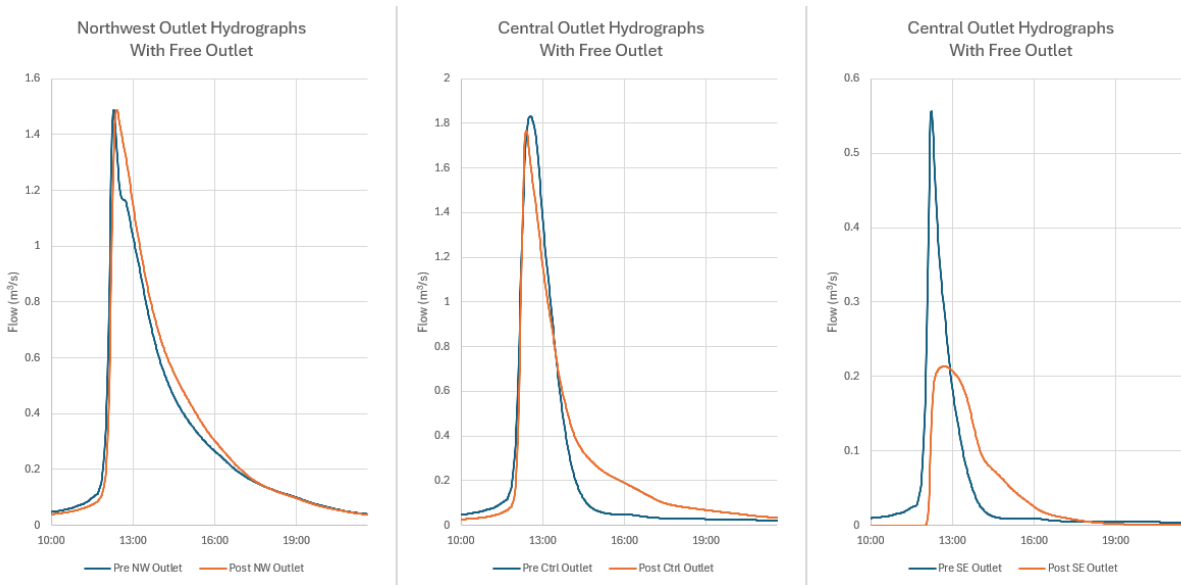 Northwest Outlet Hydrographs
With Free Outlet
1.6
1.4
1.2
1
0.8
0.6
0.4
0.2
0
Flow (m³/s)
10:00 13:00 16:00 19:00
Pre NW Outlet Post NW Outlet
Central Outlet Hydrographs
With Free Outlet
2
1.8
1.6
1.4
1.2
1
0.8
0.6
0.4
0.2
0
Flow (m³/s)
10:00 13:00 16:00 19:00
Pre Ctrl Outlet Post Ctrl Outlet
Central Outlet Hydrographs
With Free Outlet
0.6
0.5
0.4
0.3
0.2
0.1
0
Flow (m³/s)
10:00 13:00 16:00 19:00
Pre SE Outlet Post SE Outlet